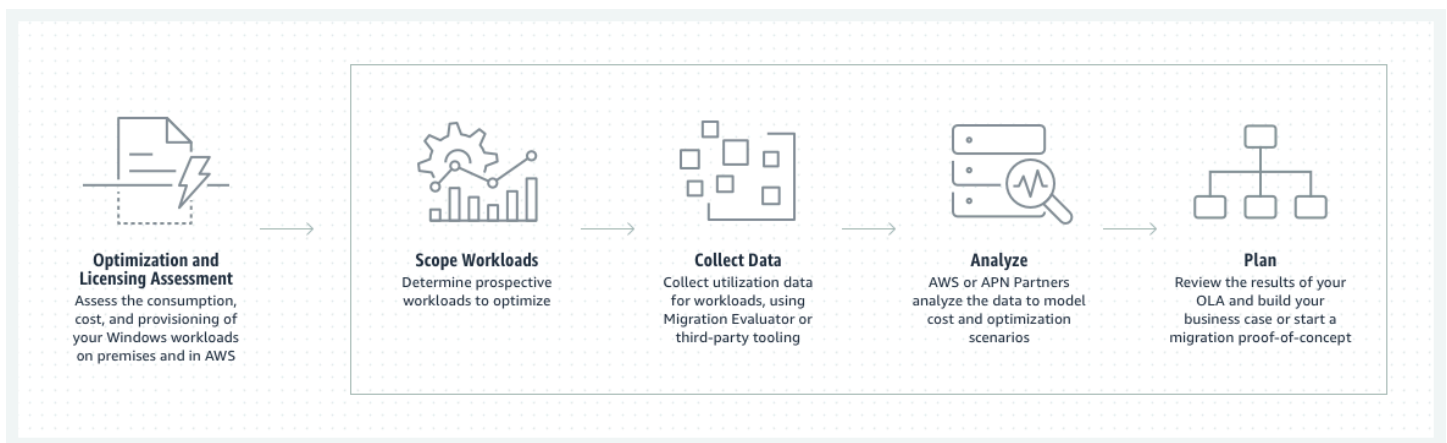 Optimization and
Licensing Assessment
Assess the consumption,
cost, and provisioning of
your Windows workloads
on premises and in AWS
Scope Workloads
Determine prospective
workloads to optimize
Collect Data
Collect utilization data
for workloads, using
Migration Evaluator or
third-party tooling
Analyze
AWS or APN Partners
analyze the data to model
cost and optimization
scenarios
Plan
Review the results of your
OLA and build your
business case or start a
migration proof-of-concept